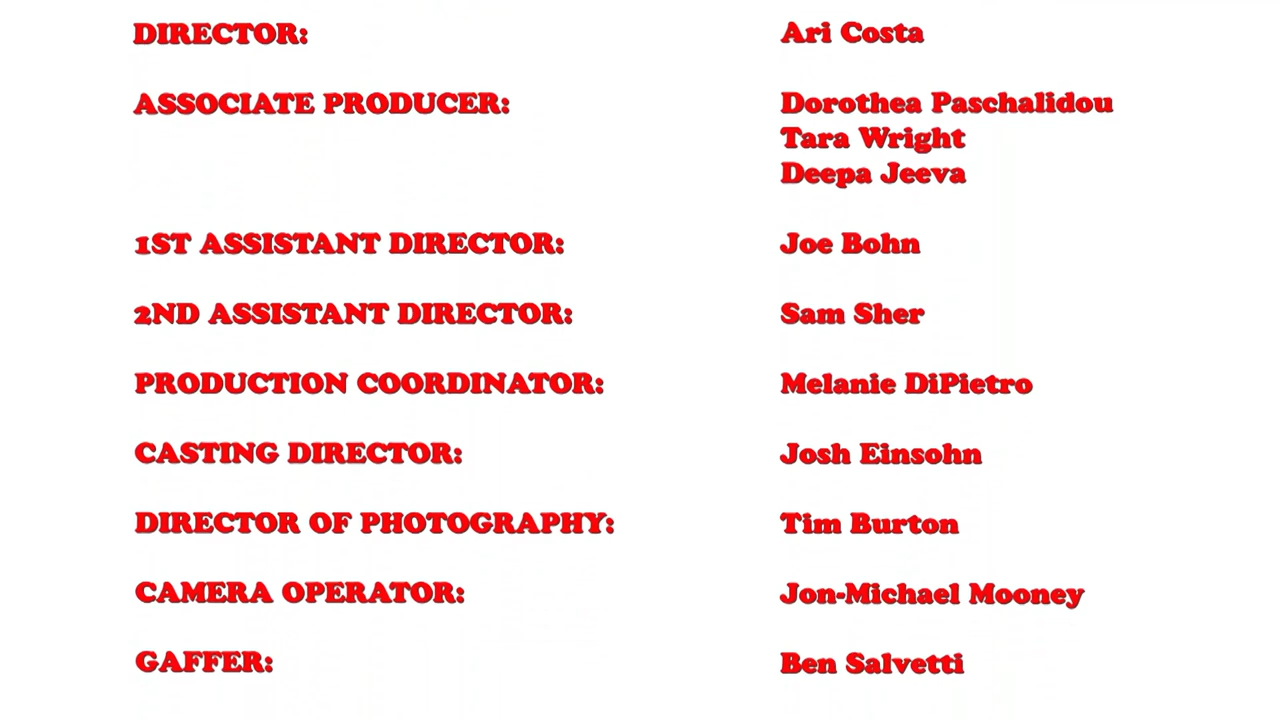 DIRECTOR: Ari Costa
ASSOCIATE PRODUCER: Dorothea Paschalidou
Tara Wright
Deepa Jeeva
1ST ASSISTANT DIRECTOR: Joe Bohn
2ND ASSISTANT DIRECTOR: Sam Sher
PRODUCTION COORDINATOR: Melanie DiPietro
CASTING DIRECTOR: Josh Einsohn
DIRECTOR OF PHOTOGRAPHY: Tim Burton
CAMERA OPERATOR: Jon-Michael Mooney
GAFFER: Ben Salvetti